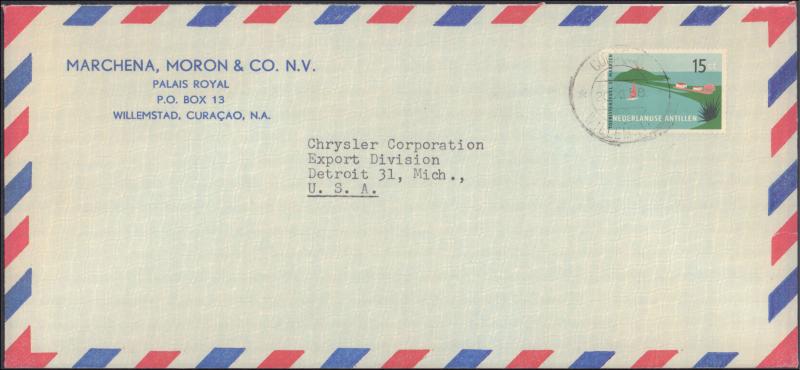 MARCHENA, MORON & CO. N.V.
PALAIS ROYAL
P.O. BOX 13
WILLEMSTAD, CURAÇAO, N.A.
15
NEDERLANDSE ANTILLEN
Chrysler Corporation
Export Division
Detroit 31, Mich.,
U. S. A.